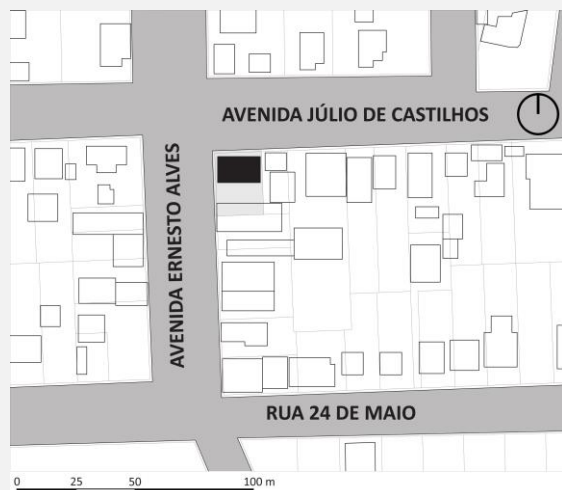 AVENIDA JÚLIO DE CASTILHOS
AVENIDA ERNESTO ALVES
RUA 24 DE MAIO
0 25 50 100 m